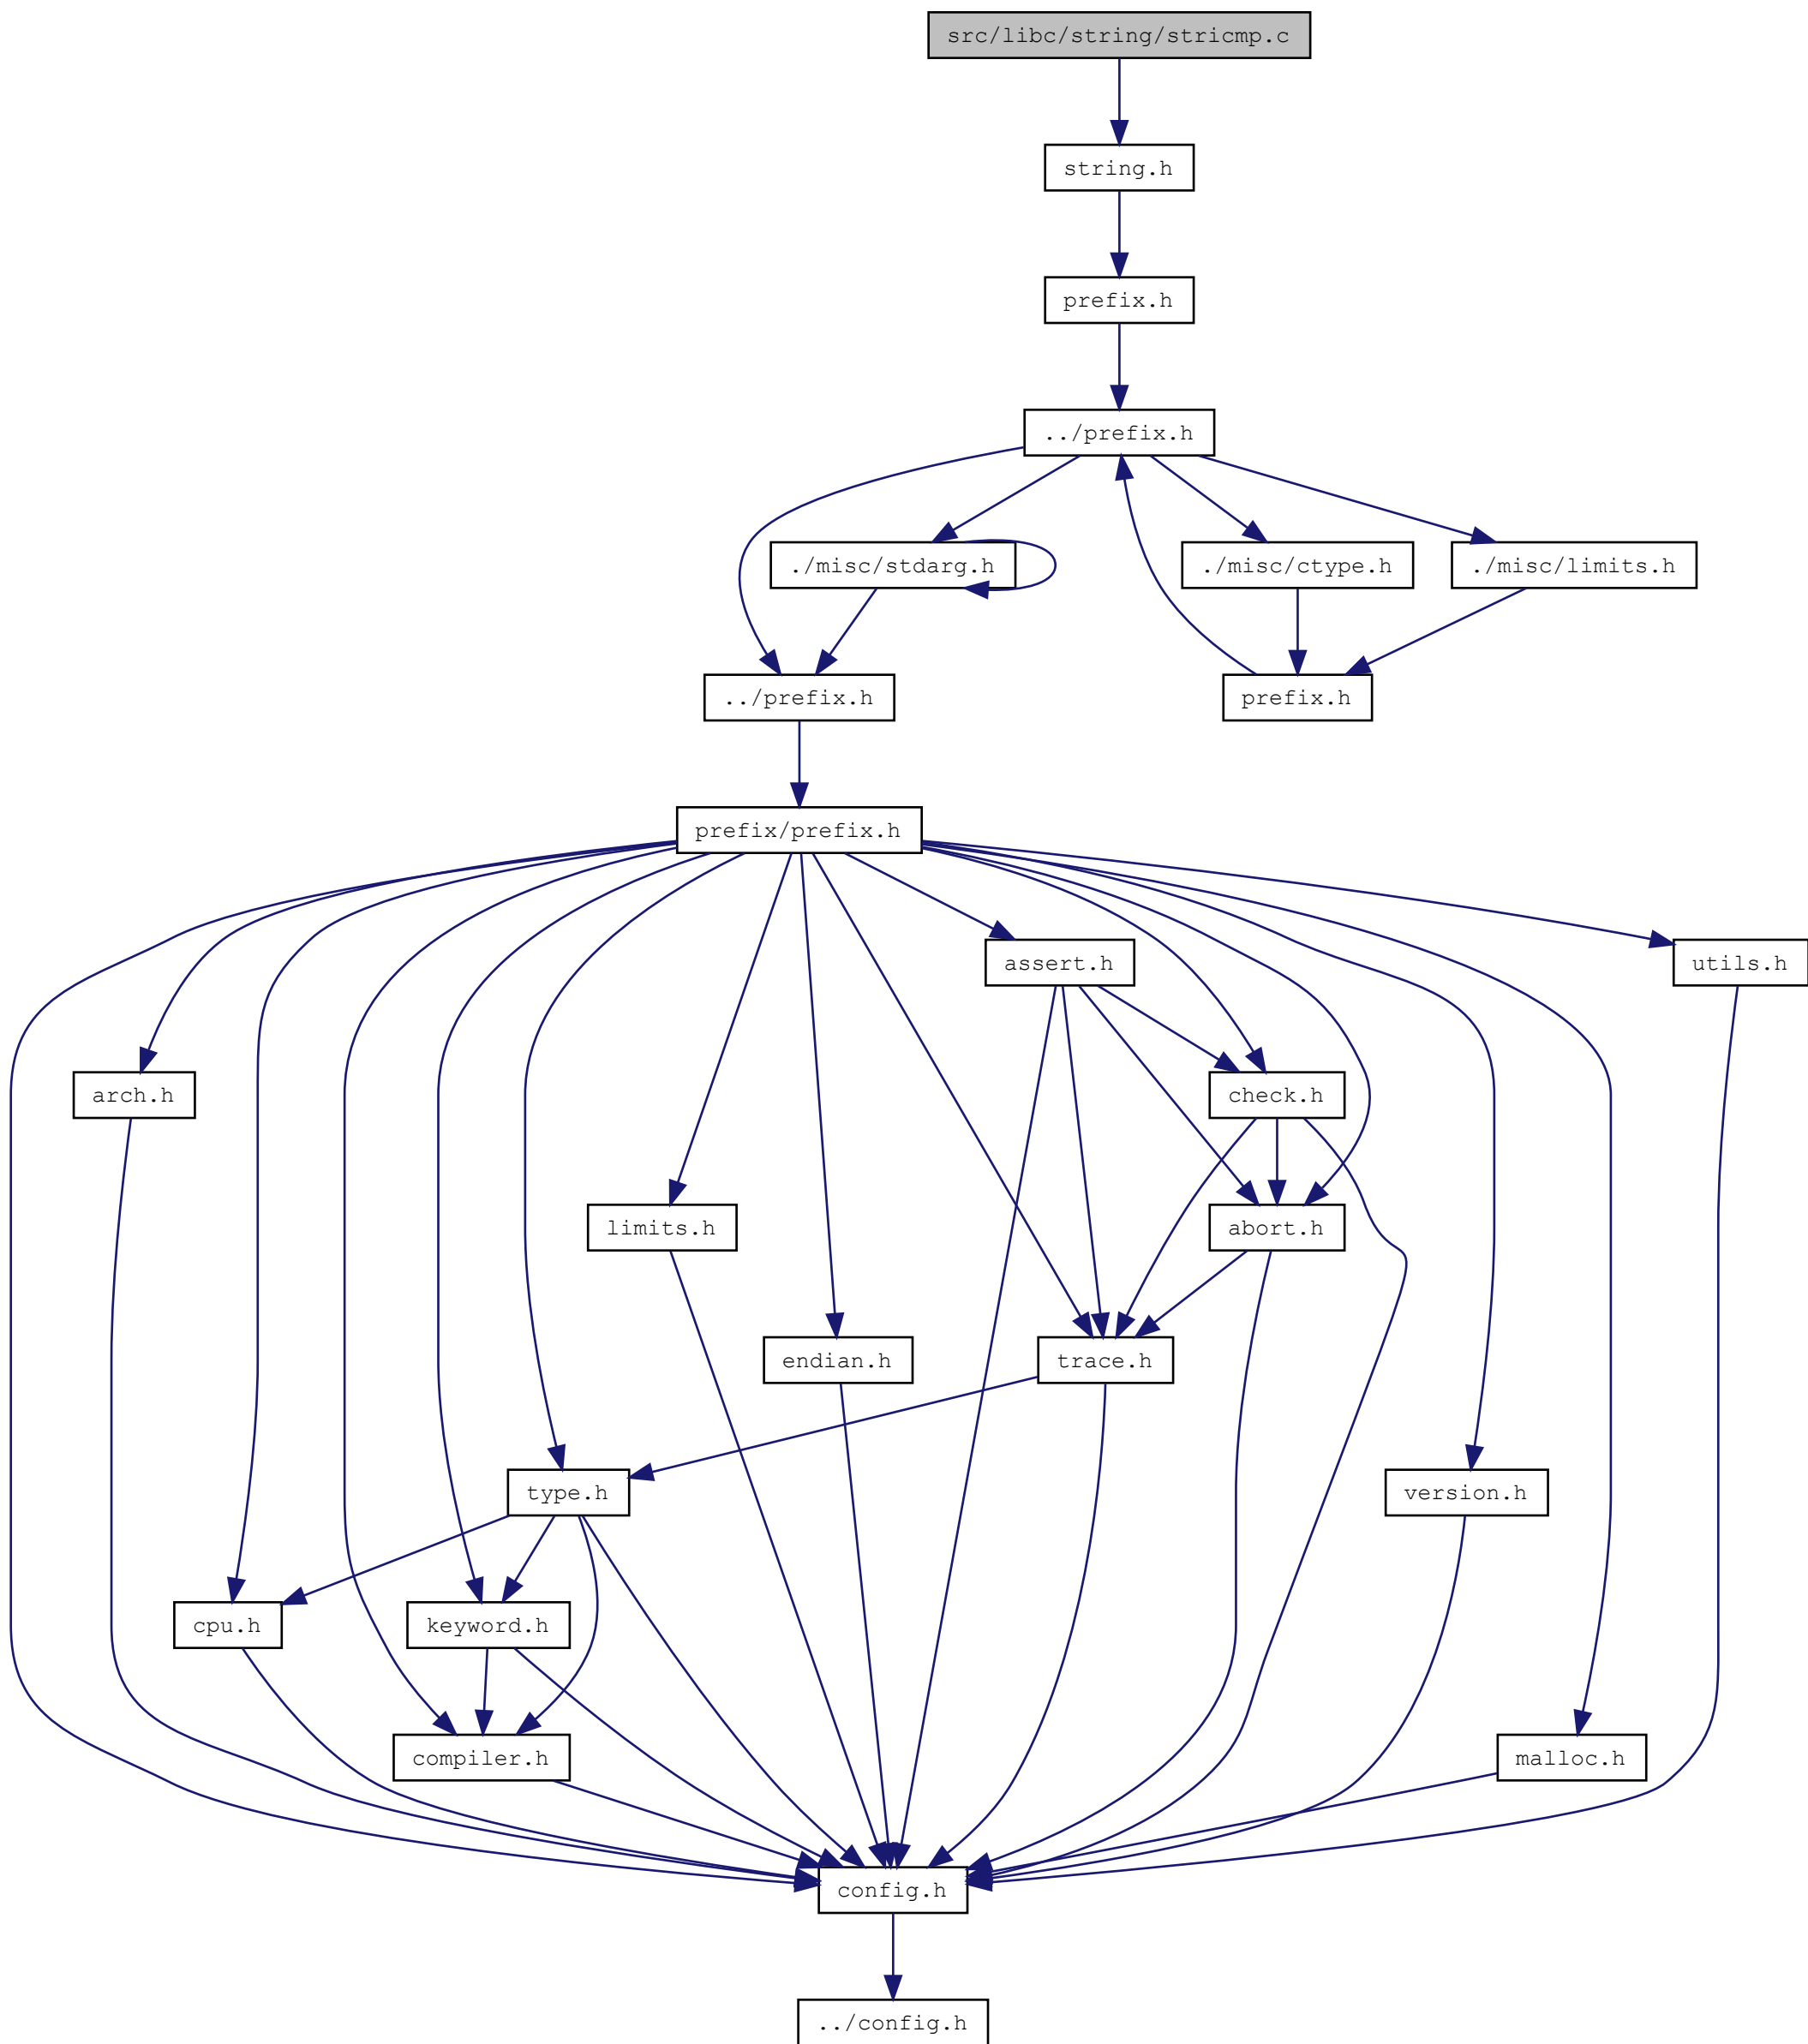 src/libc/string/stricmp.c
string.h
prefix.h
../prefix.h
./misc/stdarg.h
./misc/ctype.h
./misc/limits.h
../prefix.h
prefix.h
prefix/prefix.h
assert.h
utils.h
arch.h
check.h
limits.h
abort.h
endian.h
trace.h
type.h
version.h
cpu.h
keyword.h
compiler.h
malloc.h
config.h
../config.h